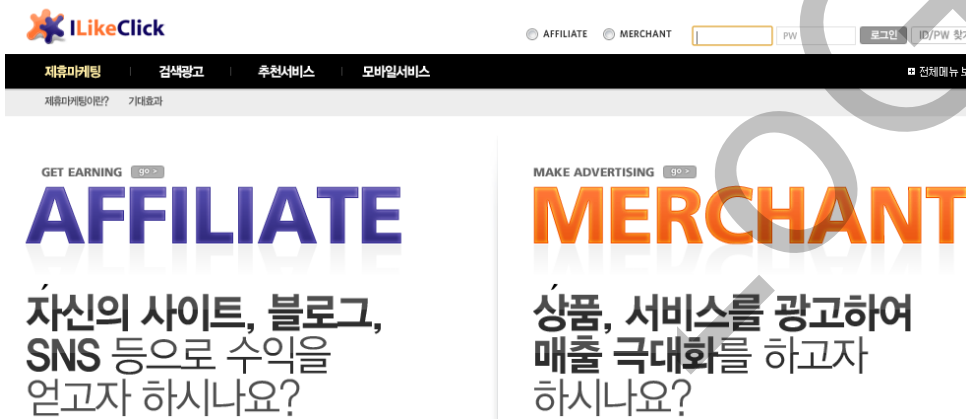 ILikeClick
AFFILIATE MERCHANT PW 로그인 ID/PW 찾기
제휴마케팅 검색광고 추천서비스 모바일서비스 전체메뉴
제휴마케팅이란? 기대효과
GET EARNING go >
AFFILIATE
자신의 사이트, 블로그,
SNS 등으로 수익을
얻고자 하시나요?
MAKE ADVERTISING go >
MERCHANT
상품, 서비스를 광고하여
매출 극대화를 하고자
하시나요?